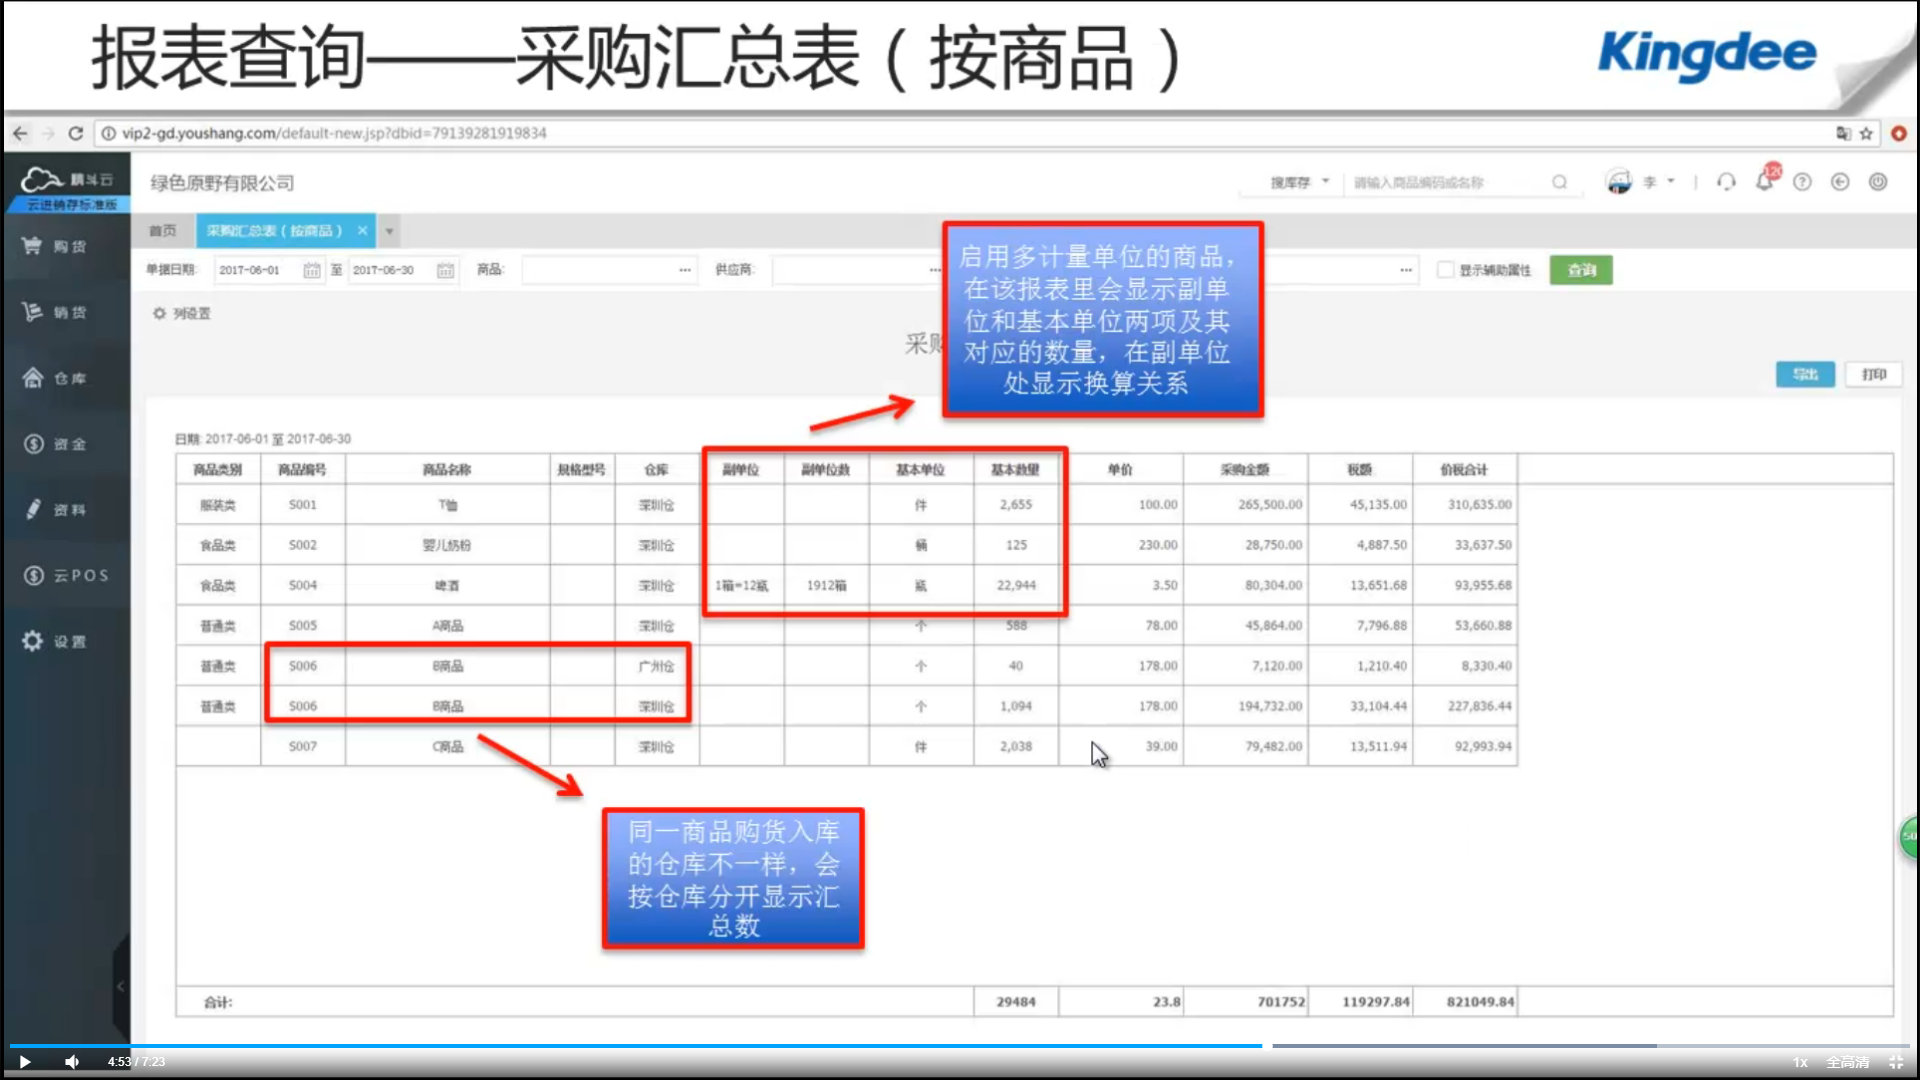 报表查询——采购汇总表（按商品）
Kingdee
vip2-gd.youshang.com/default-new.jsp?dbid=79139281919834
精斗云
云进销存标准版
绿色原野有限公司
搜库存
请输入商品编码或名称
李
126
购货
销货
仓库
资金
资料
云POS
设置
首页
采购汇总表（按商品）
单据日期:
2017-06-01 至 2017-06-30
商品:
供应商:
显示辅助属性
查询
列设置
采购
导出
打印
启用多计量单位的商品，
在该报表里会显示副单
位和基本单位两项及其
对应的数量，在副单位
处显示换算关系
日期: 2017-06-01 至 2017-06-30
商品类别 商品编号 商品名称 规格型号 仓库 副单位 副单位数 基本单位 基本数量 单价 采购金额 税额 价税合计
服装类 S001 T恤 深圳仓 件 2,655 100.00 265,500.00 45,135.00 310,635.00
食品类 S002 婴儿奶粉 深圳仓 桶 125 230.00 28,750.00 4,887.50 33,637.50
食品类 S004 啤酒 深圳仓 1箱=12瓶 1912箱 瓶 22,944 3.50 80,304.00 13,651.68 93,955.68
普通类 S005 A商品 深圳仓 个 588 78.00 45,864.00 7,796.88 53,660.88
普通类 S006 B商品 广州仓 个 40 178.00 7,120.00 1,210.40 8,330.40
普通类 S006 B商品 深圳仓 个 1,094 178.00 194,732.00 33,104.44 227,836.44
S007 C商品 深圳仓 件 2,038 39.00 79,482.00 13,511.94 92,993.94
同一商品购货入库
的仓库不一样，会
按仓库分开显示汇
总数
合计: 29484 23.8 701752 119297.84 821049.84
4:53 / 7:23
1x
全高清